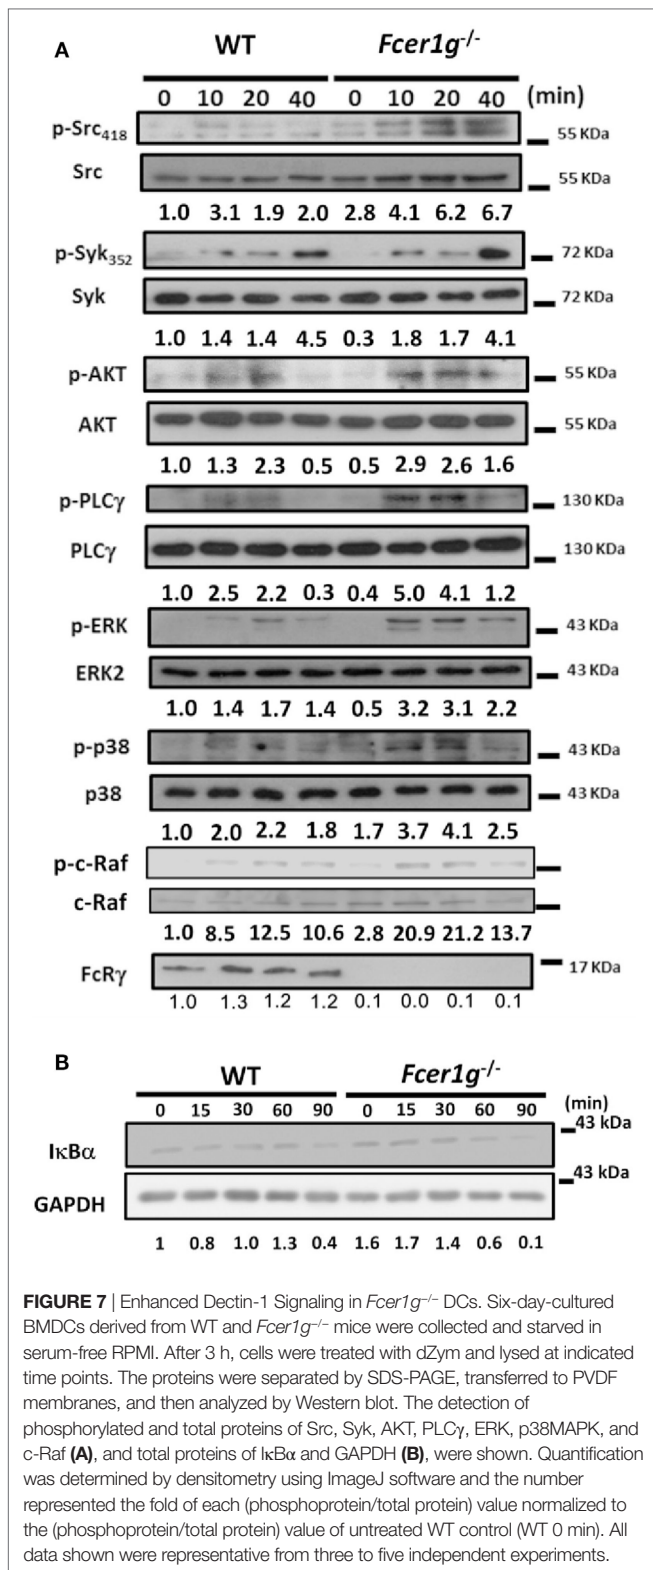 A
WT Fcer1g-/-
0 10 20 40 0 10 20 40 (min)
p-Src418 55 KDa
Src 55 KDa
1.0 3.1 1.9 2.0 2.8 4.1 6.2 6.7
p-Syk352 72 KDa
Syk 72 KDa
1.0 1.4 1.4 4.5 0.3 1.8 1.7 4.1
p-AKT 55 KDa
AKT 55 KDa
1.0 1.3 2.3 0.5 0.5 2.9 2.6 1.6
p-PLCγ 130 KDa
PLCγ 130 KDa
1.0 2.5 2.2 0.3 0.4 5.0 4.1 1.2
p-ERK 43 KDa
ERK2 43 KDa
1.0 1.4 1.7 1.4 0.5 3.2 3.1 2.2
p-p38 43 KDa
p38 43 KDa
1.0 2.0 2.2 1.8 1.7 3.7 4.1 2.5
p-c-Raf
c-Raf
1.0 8.5 12.5 10.6 2.8 20.9 21.2 13.7
FcRγ 17 KDa
1.0 1.3 1.2 1.2 0.1 0.0 0.1 0.1
B
WT Fcer1g-/-
0 15 30 60 90 0 15 30 60 90 (min)
43 kDa
IκBα
43 kDa
GAPDH
1 0.8 1.0 1.3 0.4 1.6 1.7 1.4 0.6 0.1
FIGURE 7 | Enhanced Dectin-1 Signaling in Fcer1g−/− DCs. Six-day-cultured
BMDCs derived from WT and Fcer1g−/− mice were collected and starved in
serum-free RPMI. After 3 h, cells were treated with dZym and lysed at indicated
time points. The proteins were separated by SDS-PAGE, transferred to PVDF
membranes, and then analyzed by Western blot. The detection of
phosphorylated and total proteins of Src, Syk, AKT, PLCγ, ERK, p38MAPK, and
c-Raf (A), and total proteins of IκBα and GAPDH (B), were shown. Quantification
was determined by densitometry using ImageJ software and the number
represented the fold of each (phosphoprotein/total protein) value normalized to
the (phosphoprotein/total protein) value of untreated WT control (WT 0 min). All
data shown were representative from three to five independent experiments.